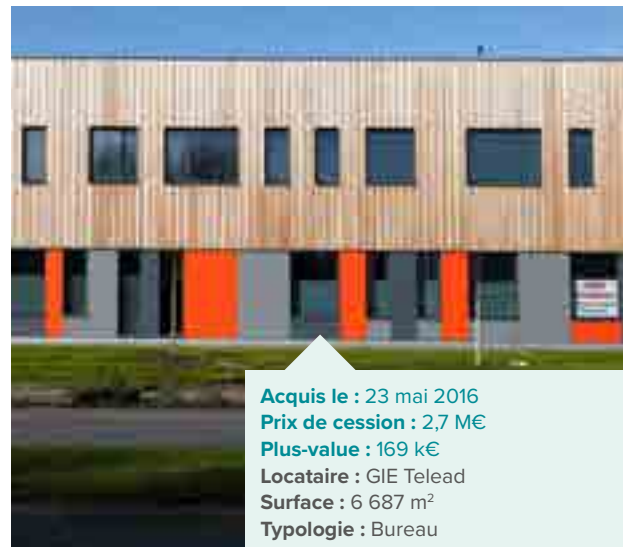 Acquis le : 23 mai 2016
Prix de cession : 2,7 M€
Plus-value : 169 k€
Locataire : GIE Telead
Surface : 6 687 m²
Typologie : Bureau